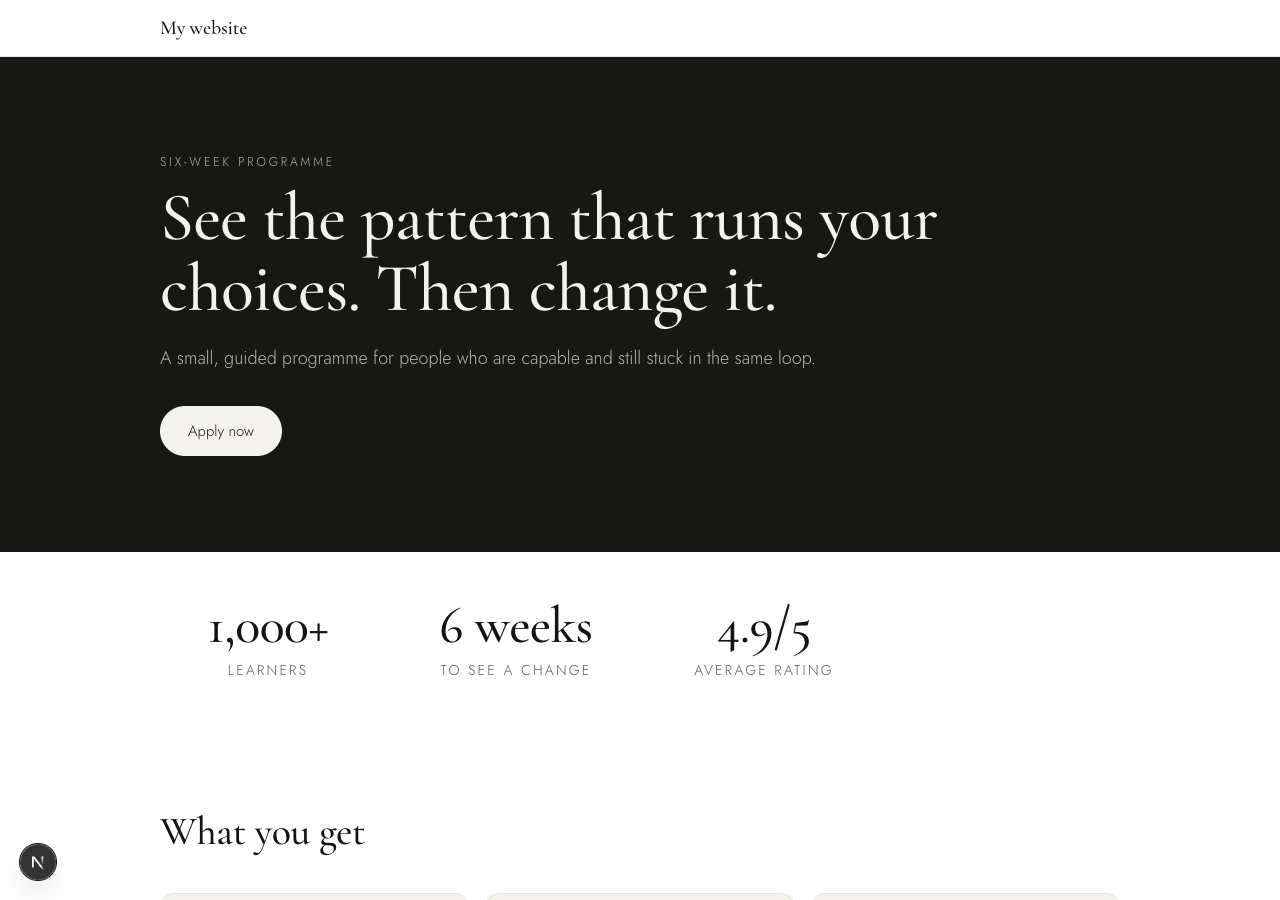 My website
SIX-WEEK PROGRAMME
See the pattern that runs your
choices. Then change it.
A small, guided programme for people who are capable and still stuck in the same loop.
Apply now
1,000+
LEARNERS
6 weeks
TO SEE A CHANGE
4.9/5
AVERAGE RATING
What you get
N